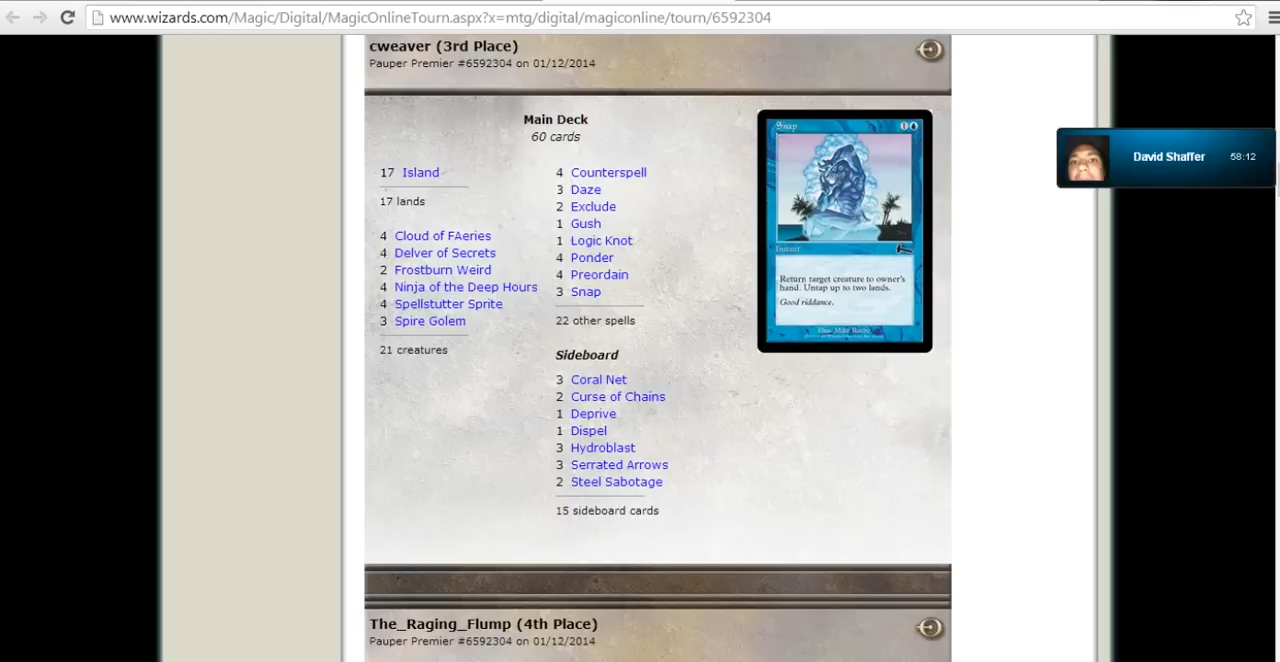 www.wizards.com/Magic/Digital/MagicOnlineTourn.aspx?x=mtg/digital/magiconline/tourn/6592304
cweaver (3rd Place)
Pauper Premier #6592304 on 01/12/2014
Main Deck
60 cards
17 Island
17 lands
4 Cloud of FAeries
4 Delver of Secrets
2 Frostburn Weird
4 Ninja of the Deep Hours
4 Spellstutter Sprite
3 Spire Golem
21 creatures
4 Counterspell
3 Daze
2 Exclude
1 Gush
1 Logic Knot
4 Ponder
4 Preordain
3 Snap
22 other spells
Sideboard
3 Coral Net
2 Curse of Chains
1 Deprive
1 Dispel
3 Hydroblast
3 Serrated Arrows
2 Steel Sabotage
15 sideboard cards
Snap 1
Instant
Return target creature to owner's
hand. Untap up to two lands.
Good riddance.
David Shaffer 58:12
The_Raging_Flump (4th Place)
Pauper Premier #6592304 on 01/12/2014